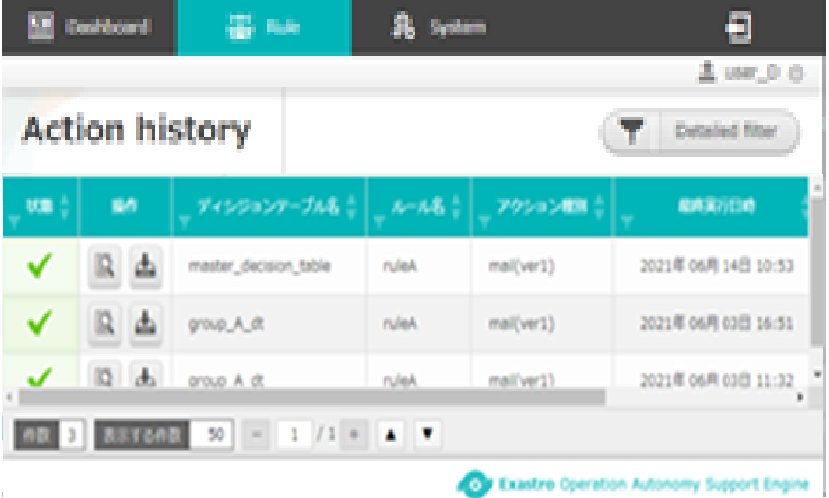 Dashboard Rule System
user_D
Action history
Detailed filter
状態 操作 ディシジョンテーブル名 ルール名 アクション種別 最終実行日時
master_decision_table ruleA mail(ver1) 2021年 06月 14日 10:53
group_A_dt ruleA mail(ver1) 2021年 06月 03日 16:51
group_A_dt ruleA mail(ver1) 2021年 06月 03日 11:32
件数 3 表示する件数 50 - 1 / 1 +
Exastro Operation Autonomy Support Engine